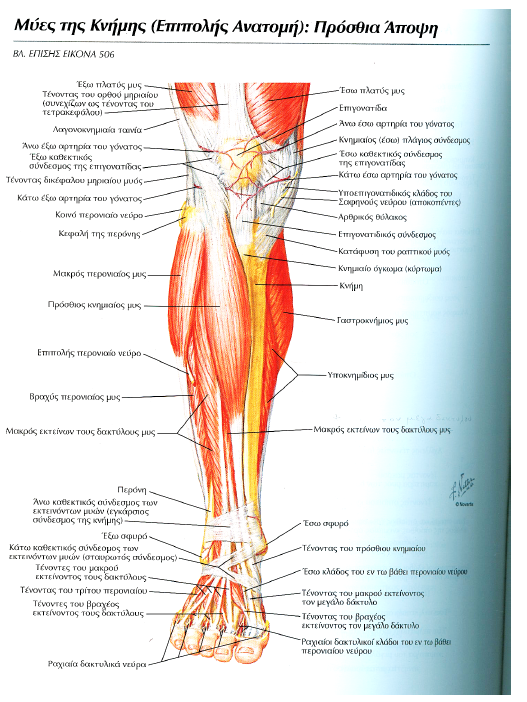 Μύες της Κνήμης (Επιπολής Ανατομή): Πρόσθια Άποψη
ΒΛ. ΕΠΙΣΗΣ ΕΙΚΟΝΑ 506
Έξω πλατύς μυς
Τένοντας του ορθού μηριαίου
(συνεχίζων ως τένοντας του
τετρακεφάλου)
Λαγονοκνημιαία ταινία
Άνω έξω αρτηρία του γόνατος
Έξω καθεκτικός
σύνδεσμος της επιγονατίδας
Τένοντας δικέφαλου μηριαίου μυός
Κάτω έξω αρτηρία του γόνατος
Κοινό περονιαίο νεύρο
Κεφαλή της περόνης
Μακρός περονιαίος μυς
Πρόσθιος κνημιαίος μυς
Επιπολής περονιαίο νεύρο
Βραχύς περονιαίος μυς
Μακρός εκτείνων τους δακτύλους μυς
Περόνη
Άνω καθεκτικός σύνδεσμος των
εκτεινόντων μυών (εγκάρσιος
σύνδεσμος της κνήμης)
Έξω σφυρό
Κάτω καθεκτικός σύνδεσμος των
εκτεινόντων μυών (σταυρωτός σύνδεσμος)
Τένοντες του μακρού
εκτείνοντος τους δακτύλους
Τένοντας του τρίτου περονιαίου
Τένοντες του βραχέος
εκτείνοντος τους δακτύλους
Ραχιαία δακτυλικά νεύρα
Έσω πλατύς μυς
Επιγονατίδα
Άνω έσω αρτηρία του γόνατος
Κνημιαίος (έσω) πλάγιος σύνδεσμος
Έσω καθεκτικός σύνδεσμος
της επιγονατίδας
Κάτω έσω αρτηρία του γόνατος
Υποεπιγονατιδικός κλάδος του
Σαφηνούς νεύρου (αποκοπέντες)
Αρθρικός θύλακος
Επιγονατιδικός σύνδεσμος
Κατάφυση του ραπτικού μυός
Κνημιαίο όγκωμα (κύρτωμα)
Κνήμη
Γαστροκνήμιος μυς
Υποκνημίδιος μυς
Μακρός εκτείνων τους δακτύλους μυς
© Novartis
Έσω σφυρό
Τένοντας του πρόσθιου κνημιαίου
Έσω κλάδος του εν τω βάθει περονιαίου νεύρου
Τένοντας του μακρού εκτείνοντος
τον μεγάλο δάκτυλο
Τένοντας του βραχέος
εκτείνοντος τον μεγάλο δάκτυλο
Ραχιαίοι δακτυλικοί κλάδοι του εν τω βάθει
περονιαίου νεύρου